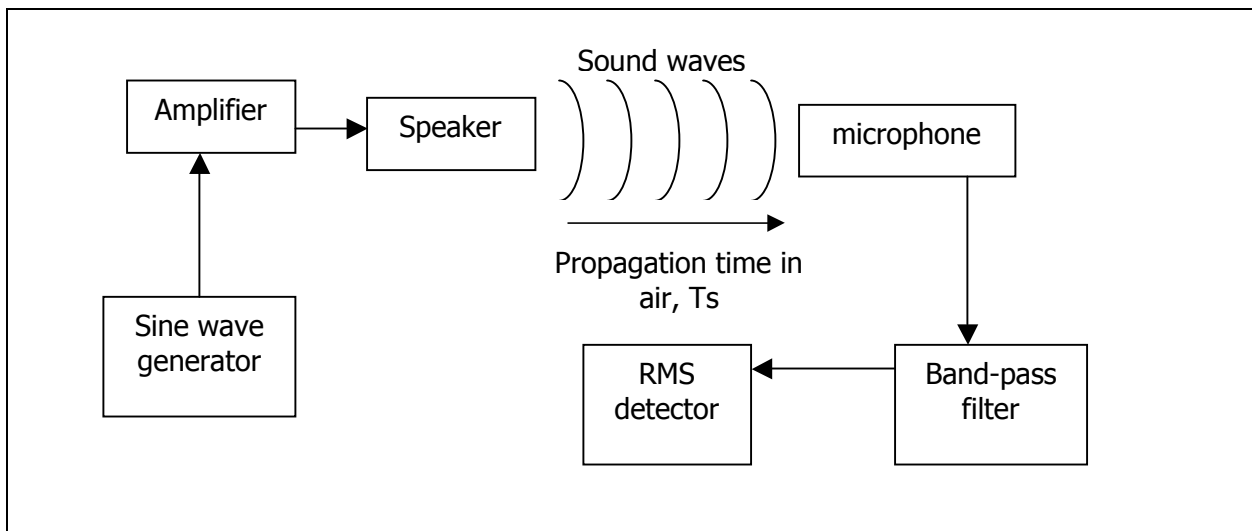 Sine wave
generator
Amplifier
Speaker
Sound waves
Propagation time in
air, Ts
microphone
Band-pass
filter
RMS
detector